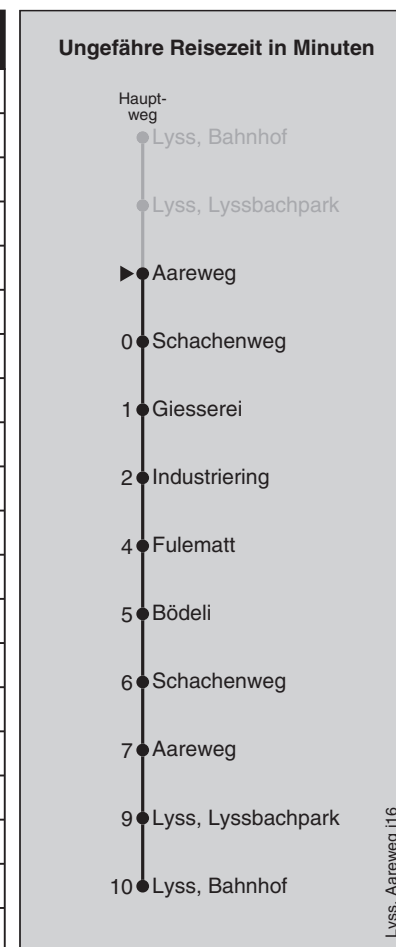 Ungefähre Reisezeit in Minuten
Haupt-
weg
Lyss, Bahnhof
Lyss, Lyssbachpark
Aareweg
0 Schachenweg
1 Giesserei
2 Industriering
4 Fulematt
5 Bödeli
6 Schachenweg
7 Aareweg
9 Lyss, Lyssbachpark
10 Lyss, Bahnhof
Lyss, Aareweg j16